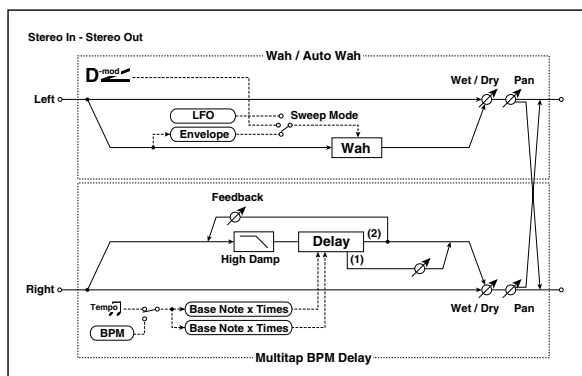 Stereo In - Stereo Out
Wah / Auto Wah
D-mod
Wet / Dry
Pan
Left
LFO
Sweep Mode
Envelope
Wah
Feedback
Delay
(2)
(1)
High Damp
Right
Tempo
Base Note x Times
BPM
Base Note x Times
Wet / Dry
Pan
Multitap BPM Delay